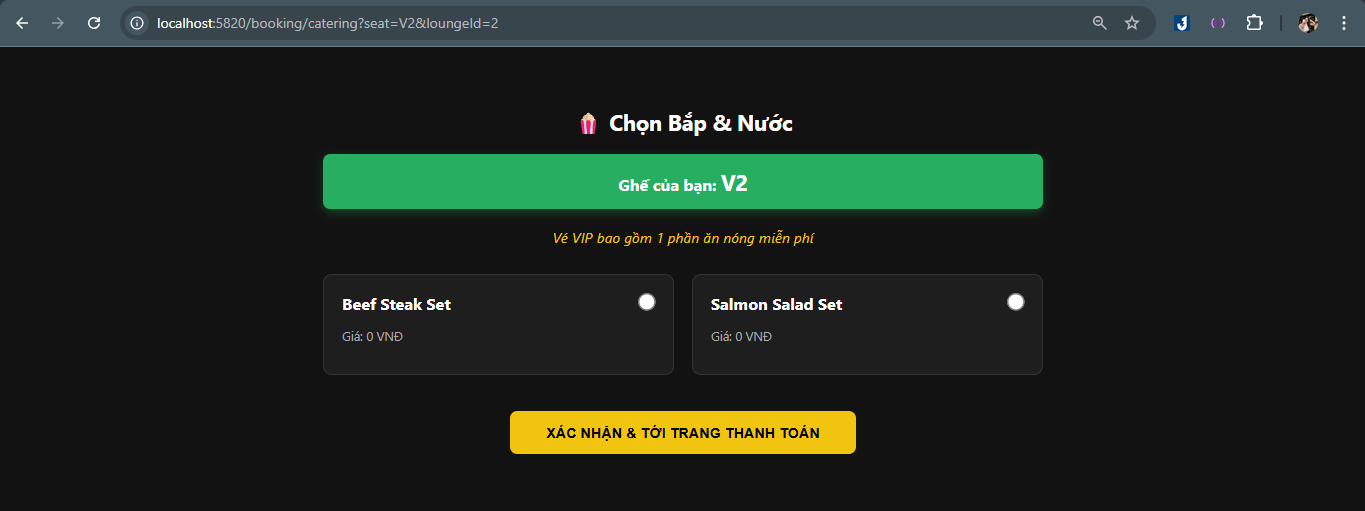 localhost:5820/booking/catering?seat=V2&loungeId=2
Chọn Bắp & Nước
Ghế của bạn: V2
Vé VIP bao gồm 1 phần ăn nóng miễn phí
Beef Steak Set
Giá: 0 VNĐ
Salmon Salad Set
Giá: 0 VNĐ
XÁC NHẬN & TỚI TRANG THANH TOÁN